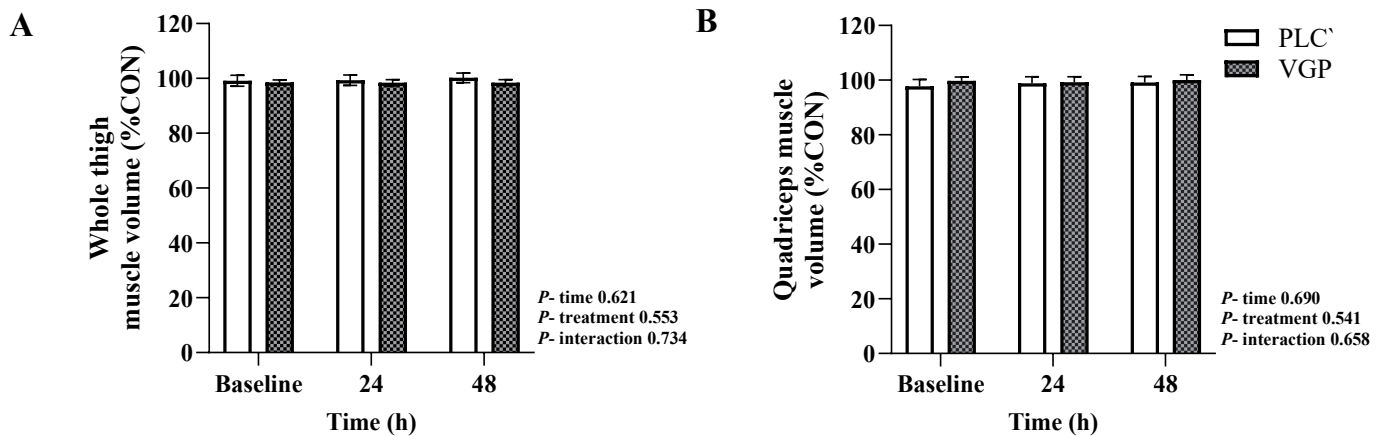 A
Whole thigh
muscle volume (%CON)
120
100
80
60
40
20
0
Baseline
24
48
Time (h)
P- time 0.621
P- treatment 0.553
P- interaction 0.734
B
Quadriceps muscle
volume (%CON)
120
100
80
60
40
20
0
Baseline
24
48
Time (h)
PLC`
VGP
P- time 0.690
P- treatment 0.541
P- interaction 0.658